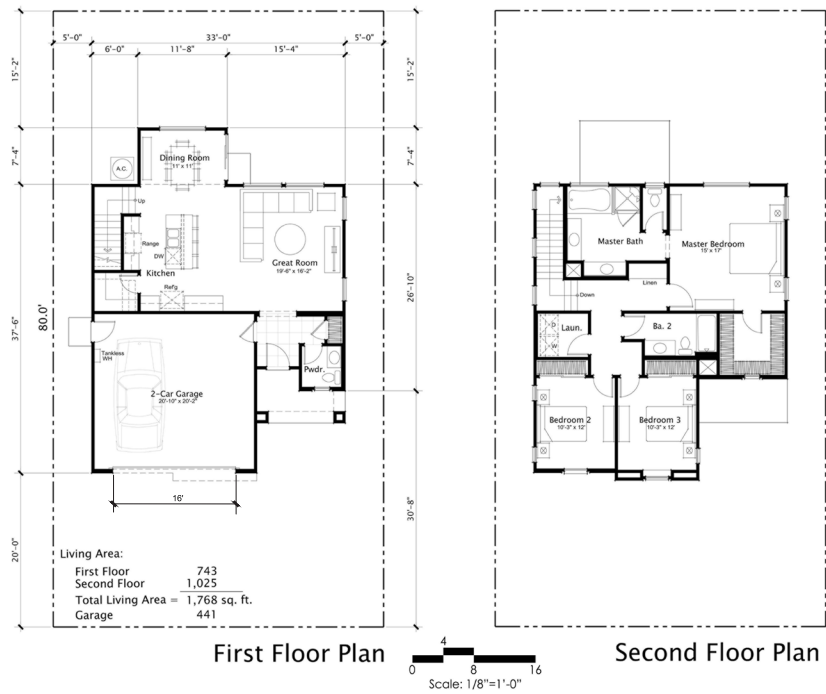 5'-0"
33'-0"
5'-0"
6'-0"
11'-8"
15'-4"
15'-2"
15'-2"
7'-4"
7'-4"
A.C.
Dining Room
11' x 11'
Up
Range
DW
Kitchen
Refg
Great Room
19'-6" x 16'-2"
37'-6"
80.0'
26'-10"
Tankless
WH
Pwdr.
2-Car Garage
20'-10" x 20'-2"
16'
20'-0"
30'-8"
Living Area:
First Floor 743
Second Floor 1,025
Total Living Area = 1,768 sq. ft.
Garage 441
First Floor Plan
Master Bath
Master Bedroom
15' x 17'
Linen
Down
D
Laun.
W
Ba. 2
Bedroom 2
10'-3" x 12'
Bedroom 3
10'-3" x 12'
Second Floor Plan
4
0 8 16
Scale: 1/8"=1'-0"